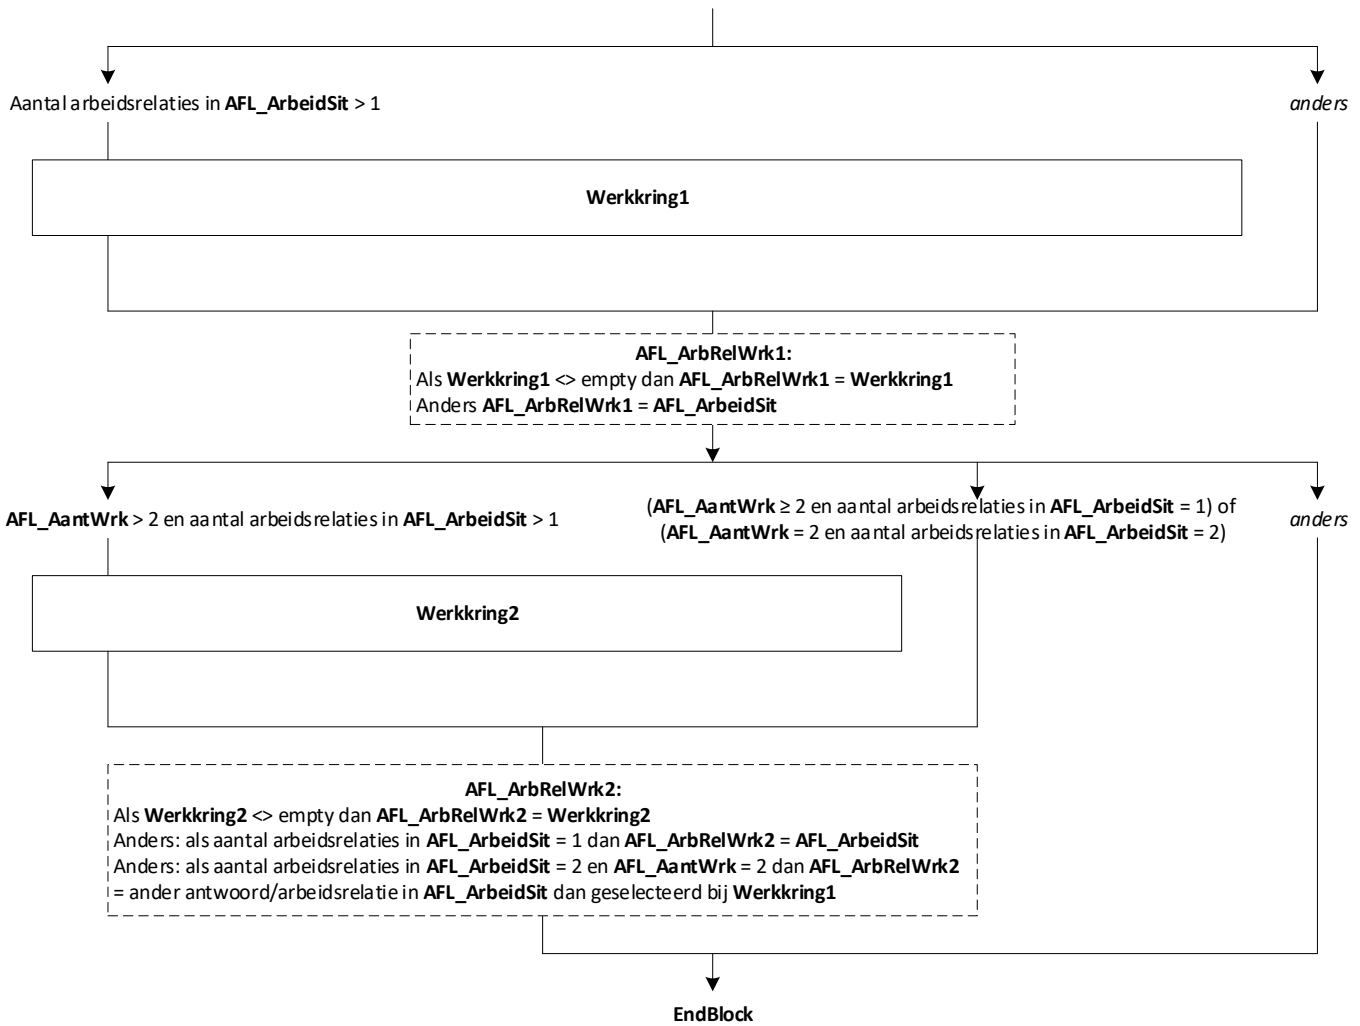 Aantal arbeidsrelaties in AFL_ArbeidSit > 1
anders
Werkkring1
AFL_ArbRelWrk1:
Als Werkkring1 <> empty dan AFL_ArbRelWrk1 = Werkkring1
Anders AFL_ArbRelWrk1 = AFL_ArbeidSit
AFL_AantWrk > 2 en aantal arbeidsrelaties in AFL_ArbeidSit > 1
(AFL_AantWrk ≥ 2 en aantal arbeidsrelaties in AFL_ArbeidSit = 1) of
(AFL_AantWrk = 2 en aantal arbeidsrelaties in AFL_ArbeidSit = 2)
anders
Werkkring2
AFL_ArbRelWrk2:
Als Werkkring2 <> empty dan AFL_ArbRelWrk2 = Werkkring2
Anders: als aantal arbeidsrelaties in AFL_ArbeidSit = 1 dan AFL_ArbRelWrk2 = AFL_ArbeidSit
Anders: als aantal arbeidsrelaties in AFL_ArbeidSit = 2 en AFL_AantWrk = 2 dan AFL_ArbRelWrk2
= ander antwoord/arbeidsrelatie in AFL_ArbeidSit dan geselecteerd bij Werkkring1
EndBlock